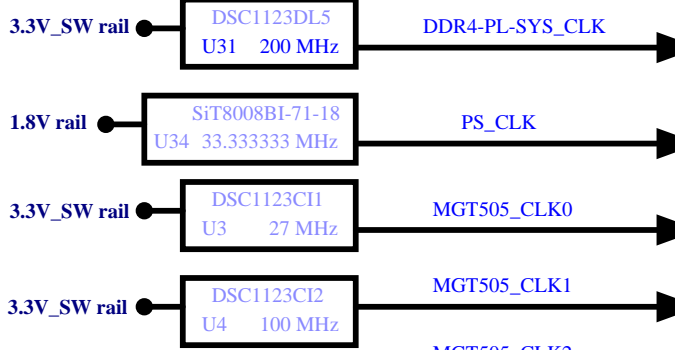 DSC1123DL5
3.3V_SW rail
DDR4-PL-SYS_CLK
U31 200 MHz
SiT8008BI-71-18
1.8V rail
PS_CLK
U34 33.333333 MHz
DSC1123CI1
3.3V_SW rail
MGT505_CLK0
U3 27 MHz
MGT505_CLK1
DSC1123CI2
3.3V_SW rail
U4 100 MHz